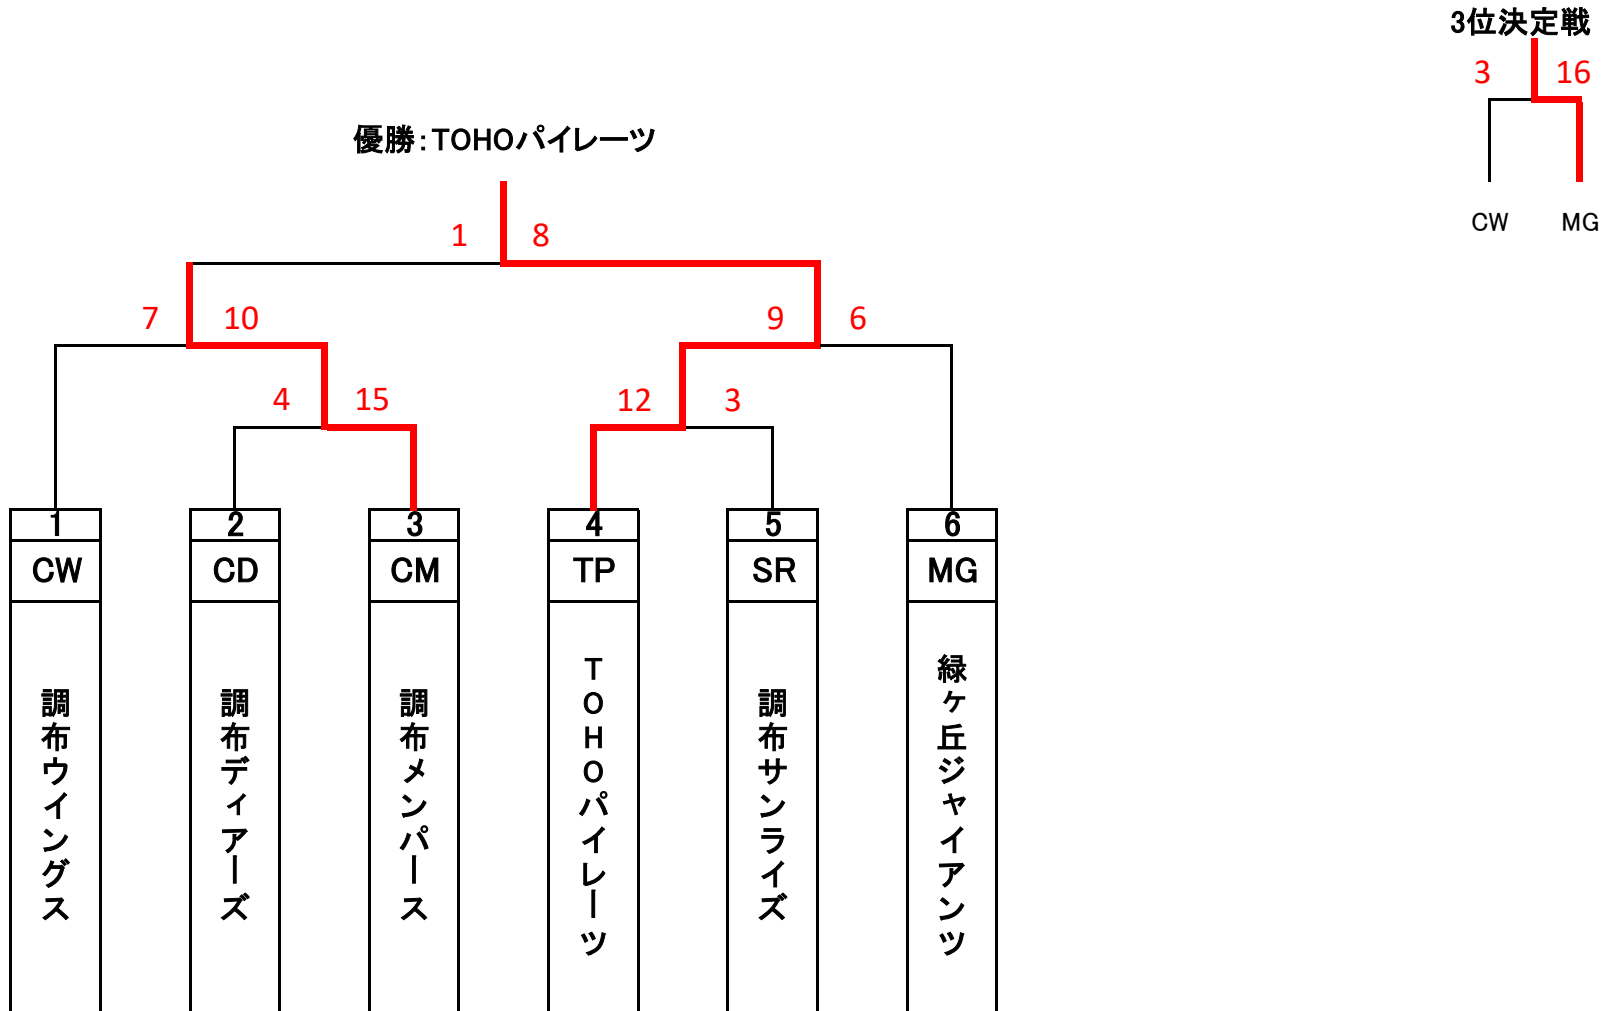 3位決定戦
3 16
CW MG
優勝：TOHOパイレーツ
1 8
7 10 9 6
4 15 12 3
1 2 3 4 5 6
CW CD CM TP SR MG
調布ウイングス
調布ディアーズ
調布メンパース
TOHOパイレーツ
調布サンライズ
緑ヶ丘ジャイアンツ